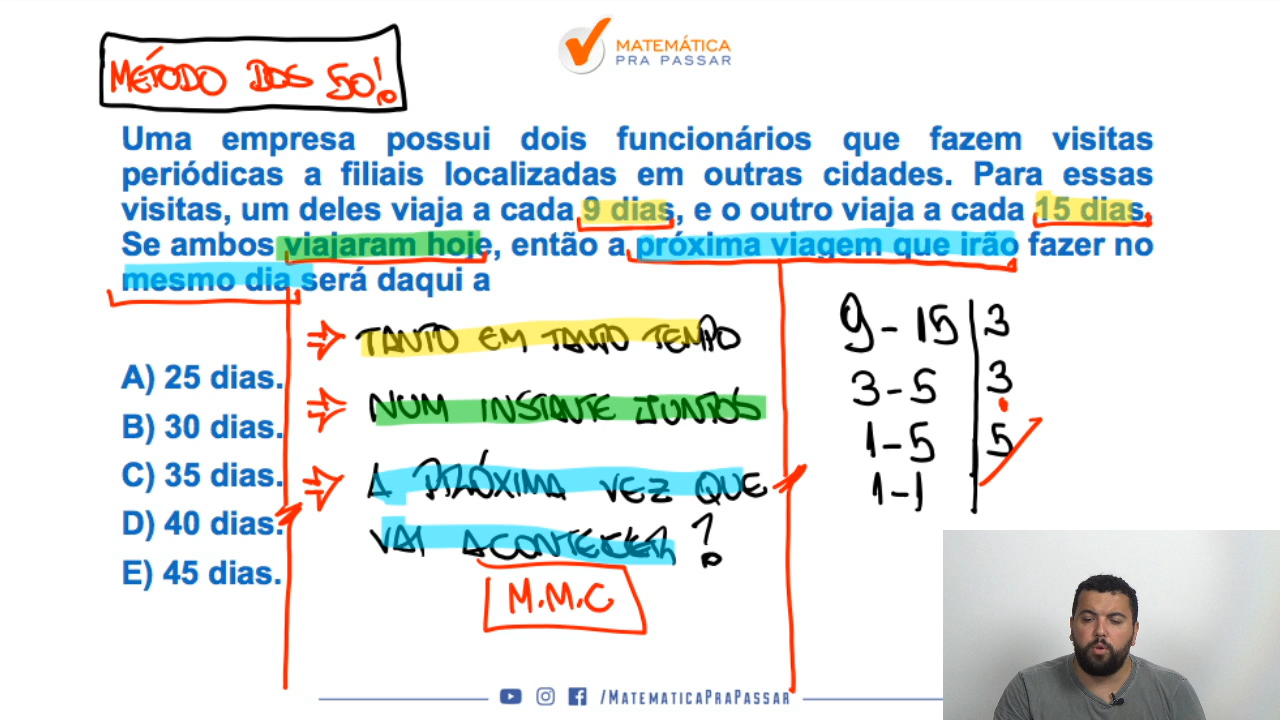 MÉTODO DOS 50!
MATEMÁTICA
PRA PASSAR
Uma empresa possui dois funcionários que fazem visitas
periódicas a filiais localizadas em outras cidades. Para essas
visitas, um deles viaja a cada 9 dias, e o outro viaja a cada 15 dias.
Se ambos viajaram hoje, então a próxima viagem que irão fazer no
mesmo dia será daqui a
A) 25 dias.
B) 30 dias.
C) 35 dias.
D) 40 dias.
E) 45 dias.
⇒ TANTO EM TANTO TEMPO
⇒ NUM INSTANTE JUNTOS
⇒ A PRÓXIMA VEZ QUE
VAI ACONTECER?
M.M.C
9 - 15 | 3
3 - 5 | 3
1 - 5 | 5
1 - 1 |
/MATEMATICAPRAPASSAR